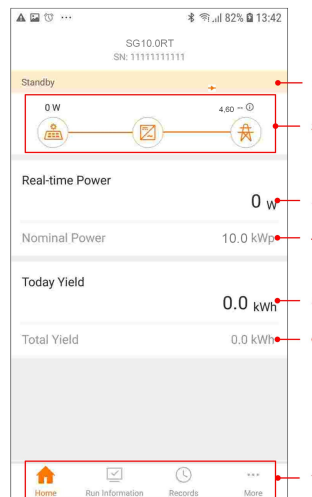 82% 13:42
SG10.0RT
SN: 11111111111
Standby
0 W 4,60 --
Real-time Power
0 W
Nominal Power 10.0 kWp
Today Yield
0.0 kWh
Total Yield 0.0 kWh
Home Run Information Records More